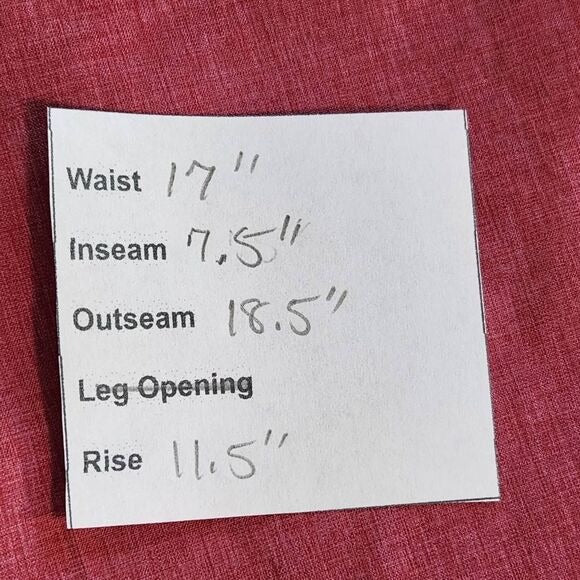 Waist 17"
Inseam 7.5"
Outseam 18.5"
Leg Opening
Rise 11.5"